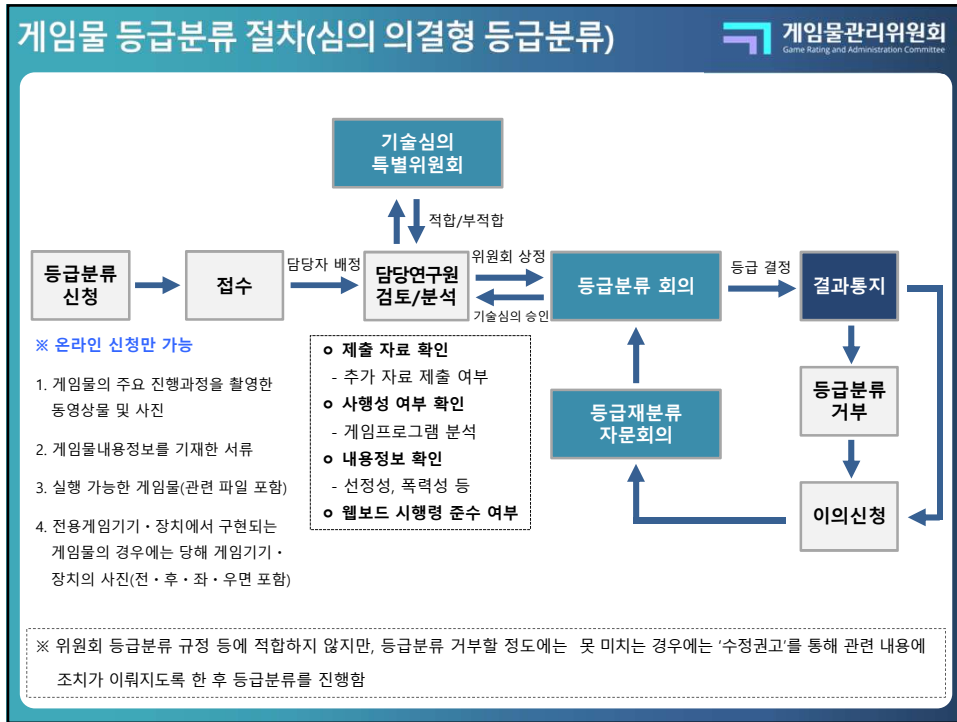 게임물 등급분류 절차(심의 의결형 등급분류)
게임물관리위원회
Game Rating and Administration Committee
기술심의
특별위원회
적합/부적합
등급분류
신청
접수
담당자 배정
담당연구원
검토/분석
위원회 상정
기술심의 승인
등급분류 회의
등급 결정
결과통지
※ 온라인 신청만 가능
1. 게임물의 주요 진행과정을 촬영한
동영상물 및 사진
2. 게임물내용정보를 기재한 서류
3. 실행 가능한 게임물(관련 파일 포함)
4. 전용게임기기・장치에서 구현되는
게임물의 경우에는 당해 게임기기・
장치의 사진(전・후・좌・우면 포함)
o 제출 자료 확인
- 추가 자료 제출 여부
o 사행성 여부 확인
- 게임프로그램 분석
o 내용정보 확인
- 선정성, 폭력성 등
o 웹보드 시행령 준수 여부
등급재분류
자문회의
등급분류
거부
이의신청
※ 위원회 등급분류 규정 등에 적합하지 않지만, 등급분류 거부할 정도에는 못 미치는 경우에는 '수정권고'를 통해 관련 내용에
조치가 이뤄지도록 한 후 등급분류를 진행함